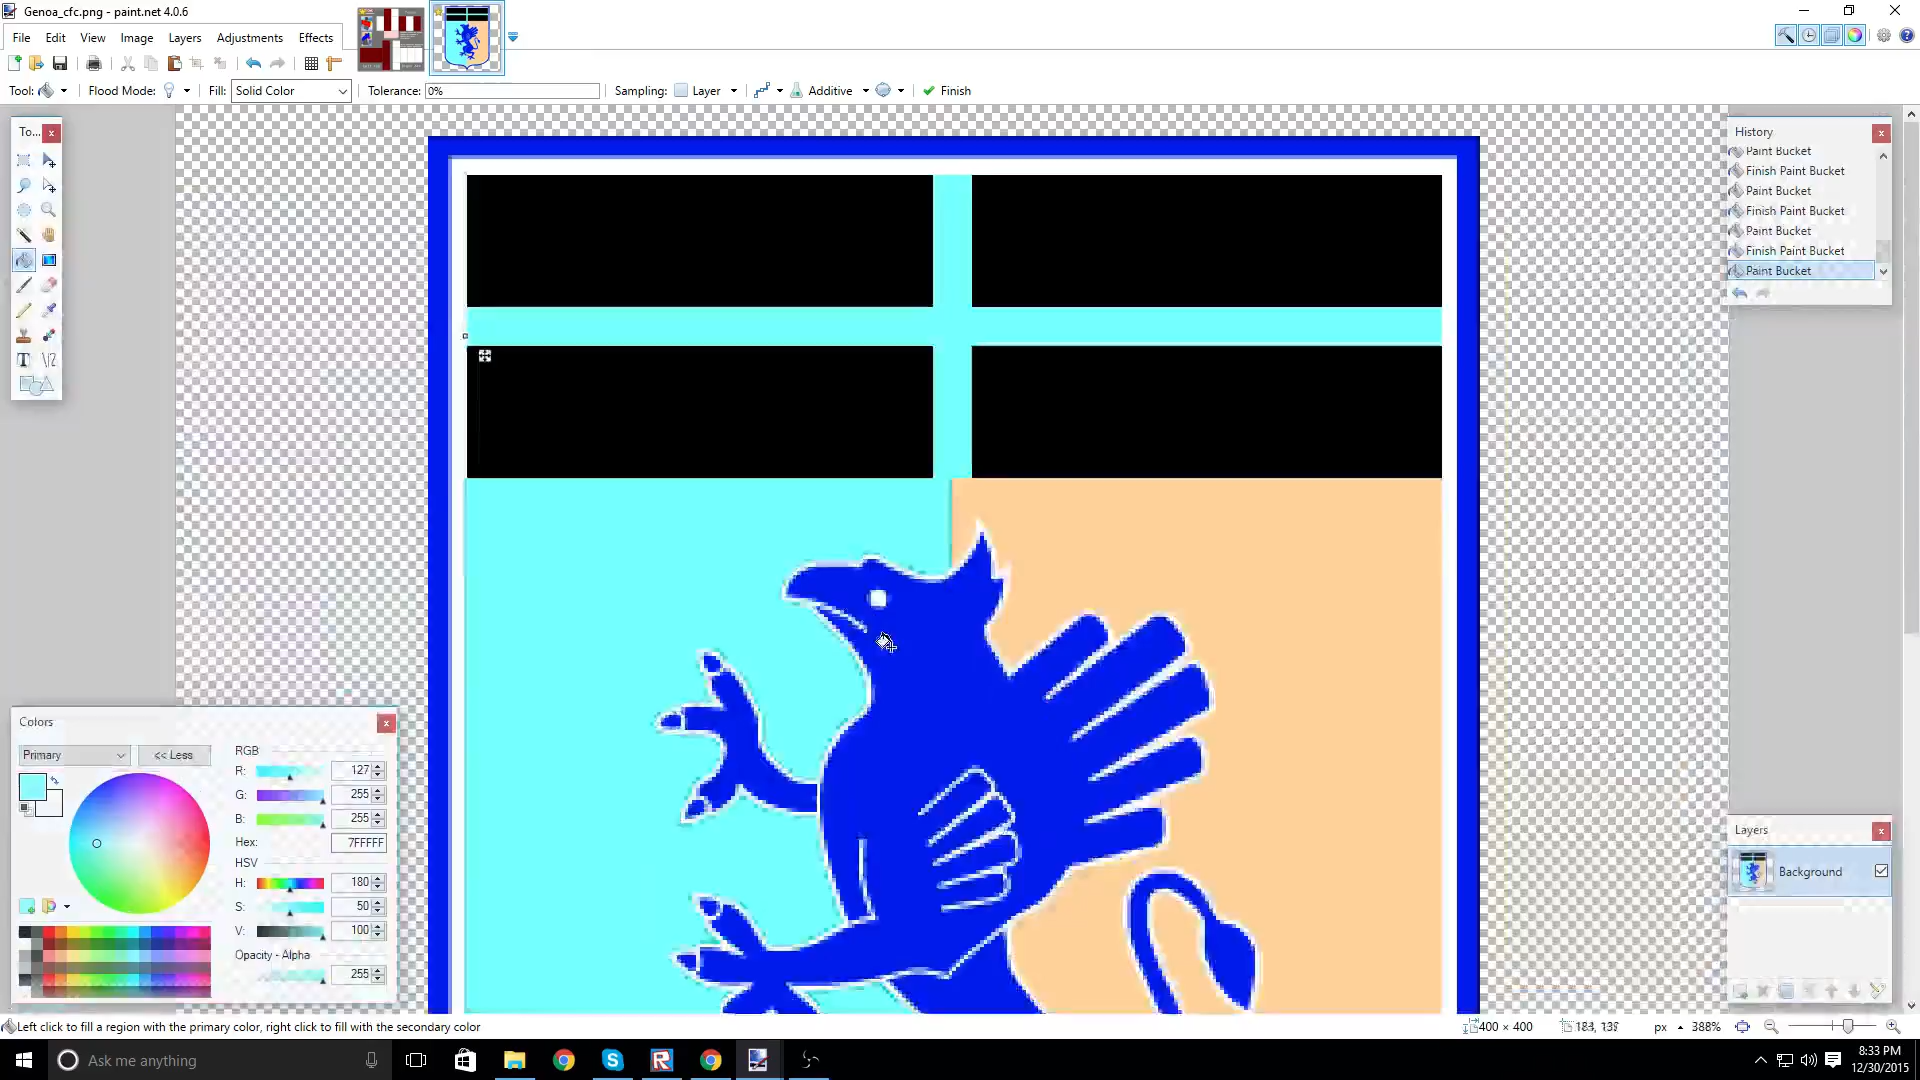 Genoa_cfc.png - paint.net 4.0.6
File Edit View Image Layers Adjustments Effects
Tool: Flood Mode: Fill: Solid Color Tolerance: 0% Sampling: Layer Additive Finish
To...
History
Paint Bucket
Finish Paint Bucket
Paint Bucket
Finish Paint Bucket
Paint Bucket
Finish Paint Bucket
Paint Bucket
Colors
Primary << Less
RGB
R: 127
G: 255
B: 255
Hex: 7FFFFF
HSV
H: 180
S: 50
V: 100
Opacity - Alpha
255
Layers
Background
Left click to fill a region with the primary color, right click to fill with the secondary color
400 × 400 px 388%
Ask me anything
8:33 PM
12/30/2015